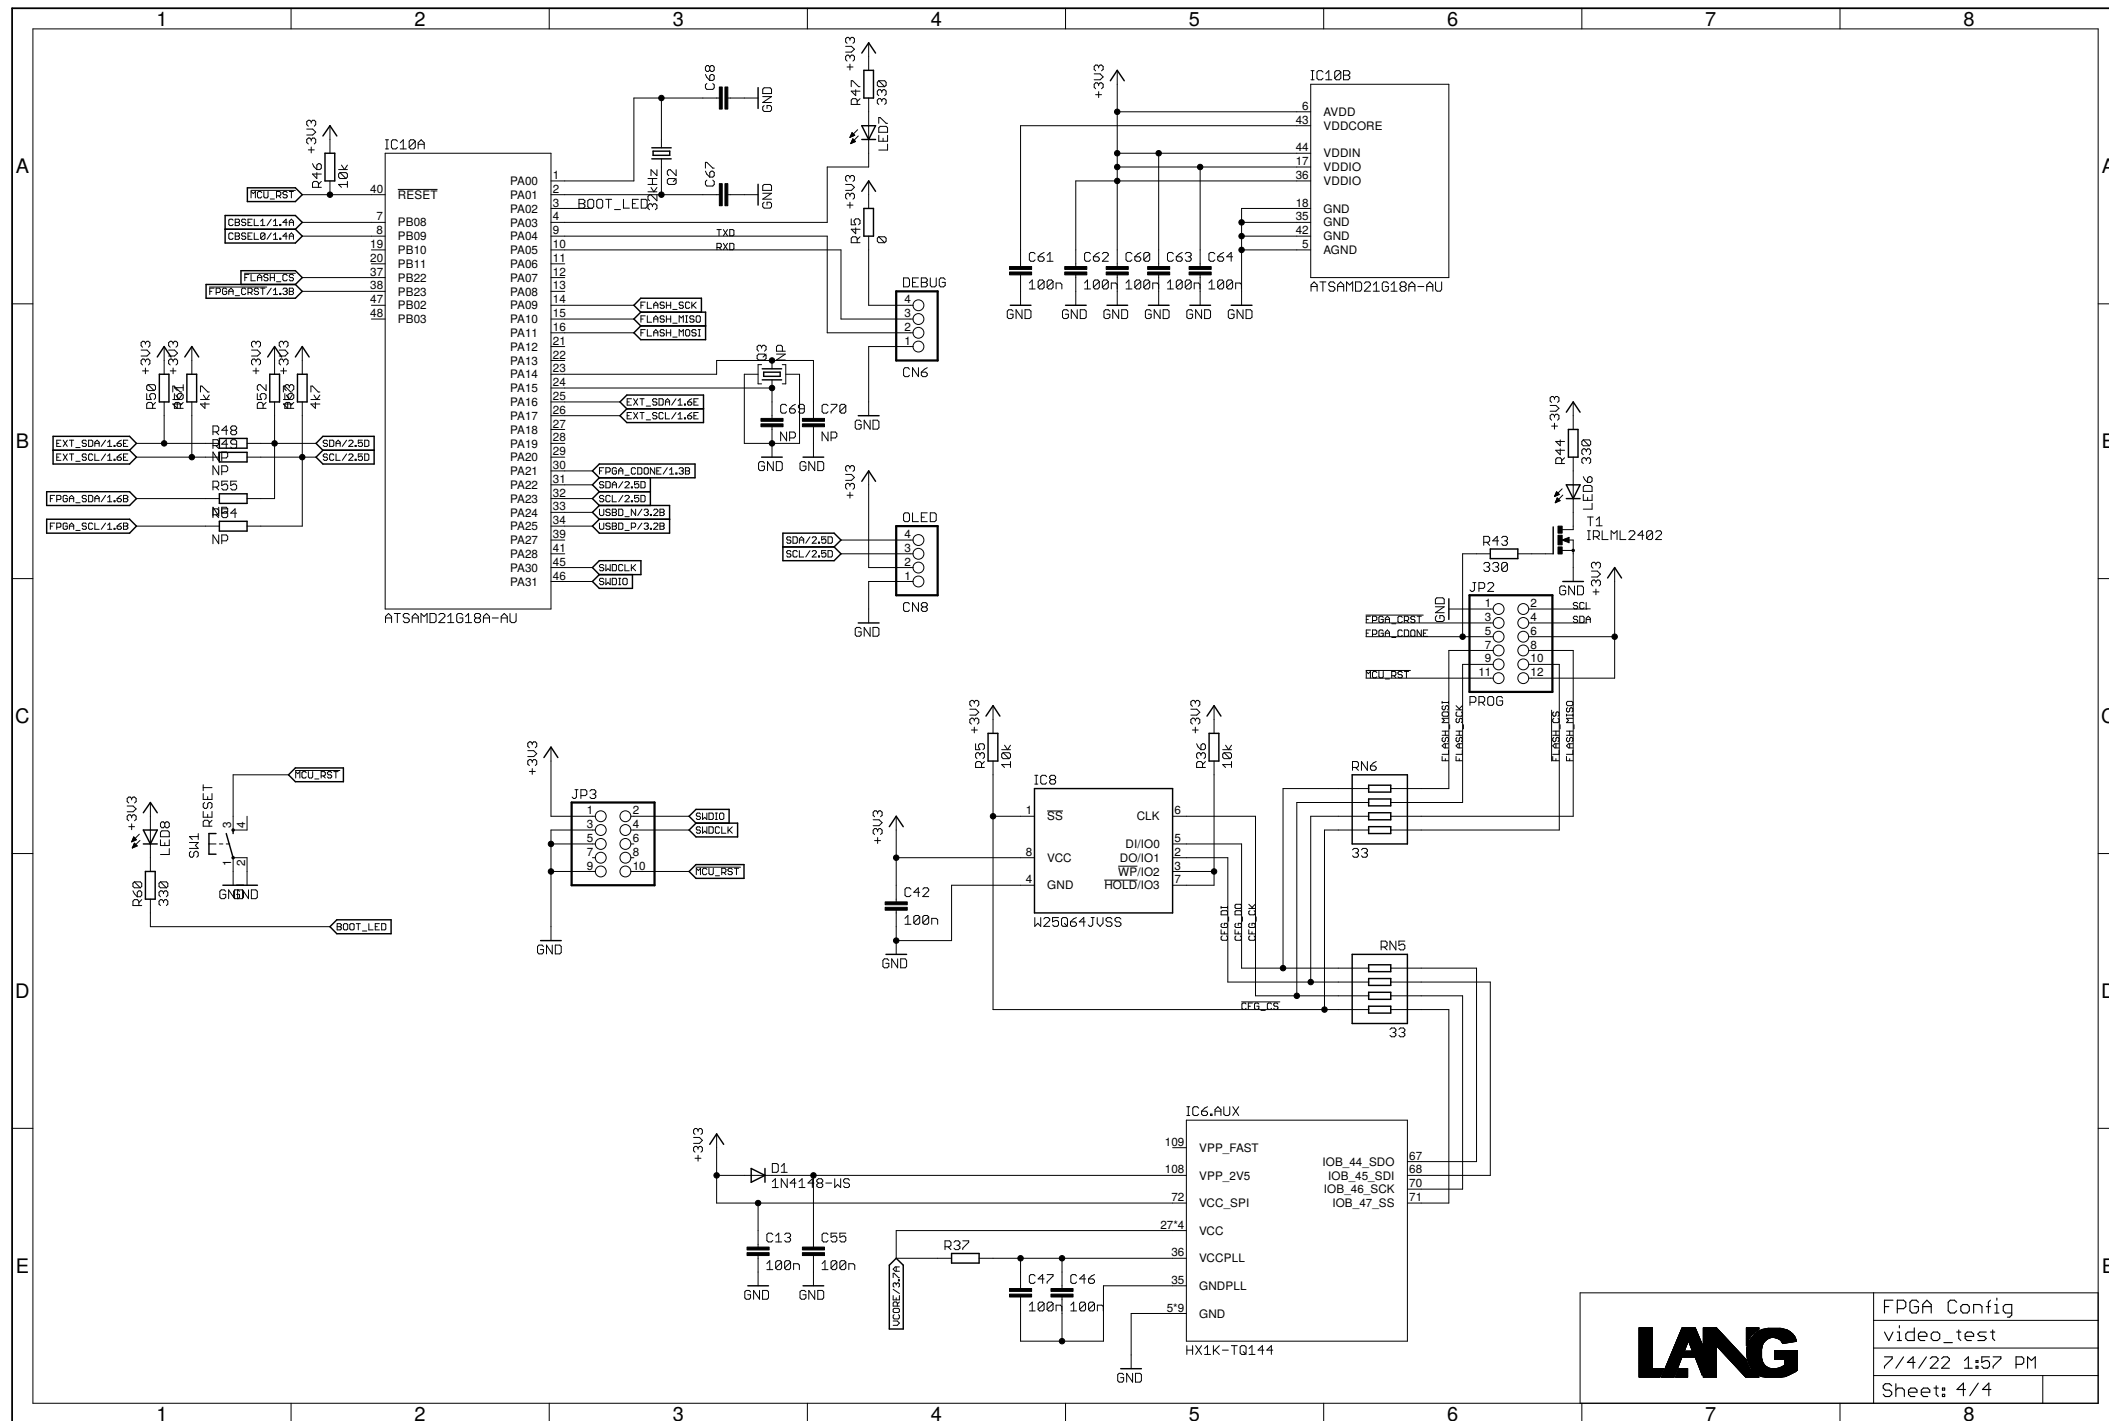 1 2 3 4 5 6 7 8
A
B
C
D
E
IC10A
+3V3
R46
10k
MCU_RST
40 RESET
CBSEL1/1.4A
7 PB08
CBSEL0/1.4A
8 PB09
19 PB10
20 PB11
FLASH_CS
37 PB22
FPGA_CRST/1.3B
38 PB23
47 PB02
48 PB03
PA00 1
PA01 2
PA02 3
PA03 4
PA04 9
PA05 10
PA06 11
PA07 12
PA08 13
PA09 14
PA10 15
PA11 16
PA12 21
PA13 22
PA14 23
PA15 24
PA16 25
PA17 26
PA18 27
PA19 28
PA20 29
PA21 30
PA22 31
PA23 32
PA24 33
PA25 34
PA27 39
PA28 41
PA30 45
PA31 46
ATSAMD21G18A-AU
BOOT_LED
TXD
RXD
FLASH_SCK
FLASH_MISO
FLASH_MOSI
EXT_SDA/1.6E
EXT_SCL/1.6E
FPGA_CDONE/1.3B
SDA/2.5D
SCL/2.5D
USBD_N/3.2B
USBD_P/3.2B
SWDCLK
SWDIO
C68
GND
32kHz
Q2
C67
GND
+3V3
R47
330
LED7
+3V3
R45
0
DEBUG
4
3
2
1
CN6
GND
Q3
NP
C69
NP
GND
C70
NP
GND
+3V3
OLED
SDA/2.5D
SCL/2.5D
4
3
2
1
CN8
GND
IC10B
+3V3
6 AVDD
43 VDDCORE
44 VDDIN
17 VDDIO
36 VDDIO
18 GND
35 GND
42 GND
5 AGND
ATSAMD21G18A-AU
C61
100n
GND
C62
100n
GND
C60
100n
GND
C63
100n
GND
C64
100n
GND
GND
+3V3
R50
+3V3
4k7
+3V3
R52
+3V3
4k7
EXT_SDA/1.6E
EXT_SCL/1.6E
R48
R49
NP
SDA/2.5D
SCL/2.5D
FPGA_SDA/1.6B
R55
FPGA_SCL/1.6B
NP
+3V3
R44
330
LED6
T1
IRLML2402
R43
330
GND
+3V3
JP2
GND
FPGA_CRST
FPGA_CDONE
MCU_RST
1 2
3 4
5 6
7 8
9 10
11 12
SCL
SDA
PROG
FLASH_MOSI
FLASH_SCK
FLASH_CS
FLASH_MISO
RN6
33
+3V3
LED8
R60
330
BOOT_LED
MCU_RST
SW1
RESET
3 4
1 2
GND
GND
+3V3
JP3
1 2
3 4
5 6
7 8
9 10
SWDIO
SWDCLK
MCU_RST
GND
+3V3
R35
10k
+3V3
R36
10k
IC8
1 SS
8 VCC
4 GND
CLK 6
DI/IO0 5
DO/IO1 2
WP/IO2 3
HOLD/IO3 7
W25Q64JVSS
+3V3
C42
100n
GND
CFG_DI
CFG_DO
CFG_CK
CFG_CS
RN5
33
IC6.AUX
109 VPP_FAST
108 VPP_2V5
72 VCC_SPI
27*4 VCC
36 VCCPLL
35 GNDPLL
5*9 GND
IOB_44_SDO 67
IOB_45_SDI 68
IOB_46_SCK 70
IOB_47_SS 71
HX1K-TQ144
+3V3
D1
1N4148-WS
C13
100n
GND
C55
100n
GND
VCORE/3.7A
R37
C47
100n
C46
100n
GND
LANG
FPGA Config
video_test
7/4/22 1:57 PM
Sheet: 4/4
1 2 3 4 5 6 7 8